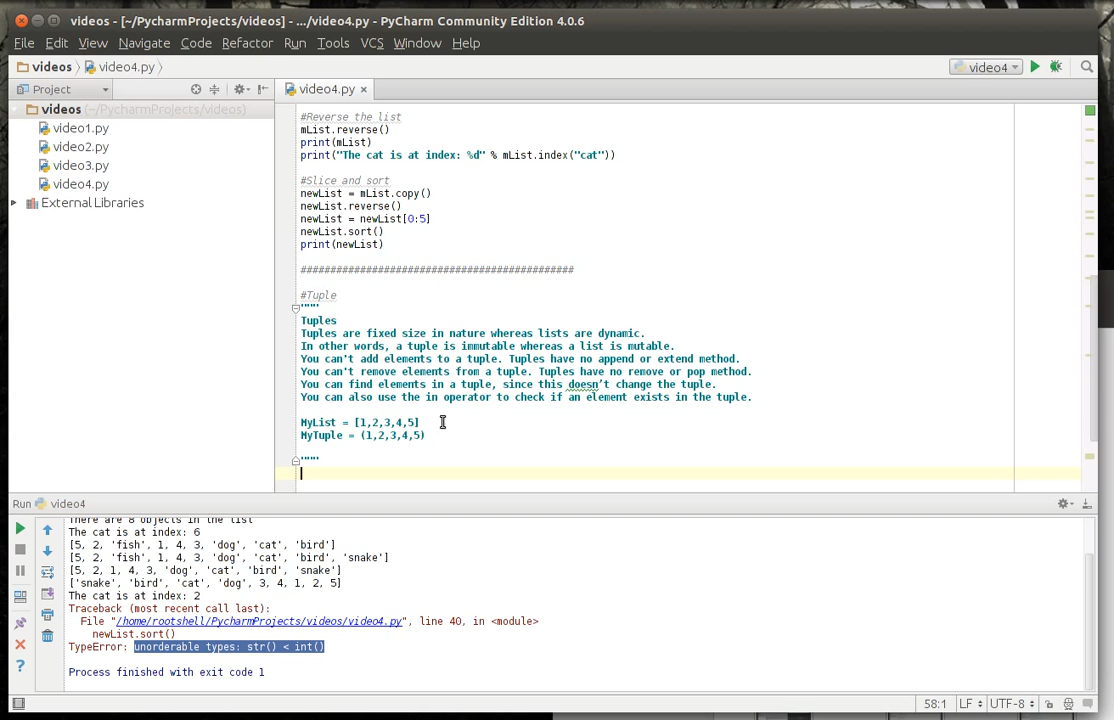 videos - [~/PycharmProjects/videos] - .../video4.py - PyCharm Community Edition 4.0.6
File Edit View Navigate Code Refactor Run Tools VCS Window Help
videos video4.py
video4
Project
video4.py ×
videos (~/PycharmProjects/videos)
video1.py
video2.py
video3.py
video4.py
External Libraries
#Reverse the list
mList.reverse()
print(mList)
print("The cat is at index: %d" % mList.index("cat"))
#Slice and sort
newList = mList.copy()
newList.reverse()
newList = newList[0:5]
newList.sort()
print(newList)
##############################################
#Tuple
"""
Tuples
Tuples are fixed size in nature whereas lists are dynamic.
In other words, a tuple is immutable whereas a list is mutable.
You can't add elements to a tuple. Tuples have no append or extend method.
You can't remove elements from a tuple. Tuples have no remove or pop method.
You can find elements in a tuple, since this doesn't change the tuple.
You can also use the in operator to check if an element exists in the tuple.
MyList = [1,2,3,4,5]
MyTuple = (1,2,3,4,5)
"""
Run video4
There are 8 objects in the list
The cat is at index: 6
[5, 2, 'fish', 1, 4, 3, 'dog', 'cat', 'bird']
[5, 2, 'fish', 1, 4, 3, 'dog', 'cat', 'bird', 'snake']
[5, 2, 1, 4, 3, 'dog', 'cat', 'bird', 'snake']
['snake', 'bird', 'cat', 'dog', 3, 4, 1, 2, 5]
The cat is at index: 2
Traceback (most recent call last):
File "/home/rootshell/PycharmProjects/videos/video4.py", line 40, in <module>
newList.sort()
TypeError: unorderable types: str() < int()
Process finished with exit code 1
58:1 LF UTF-8